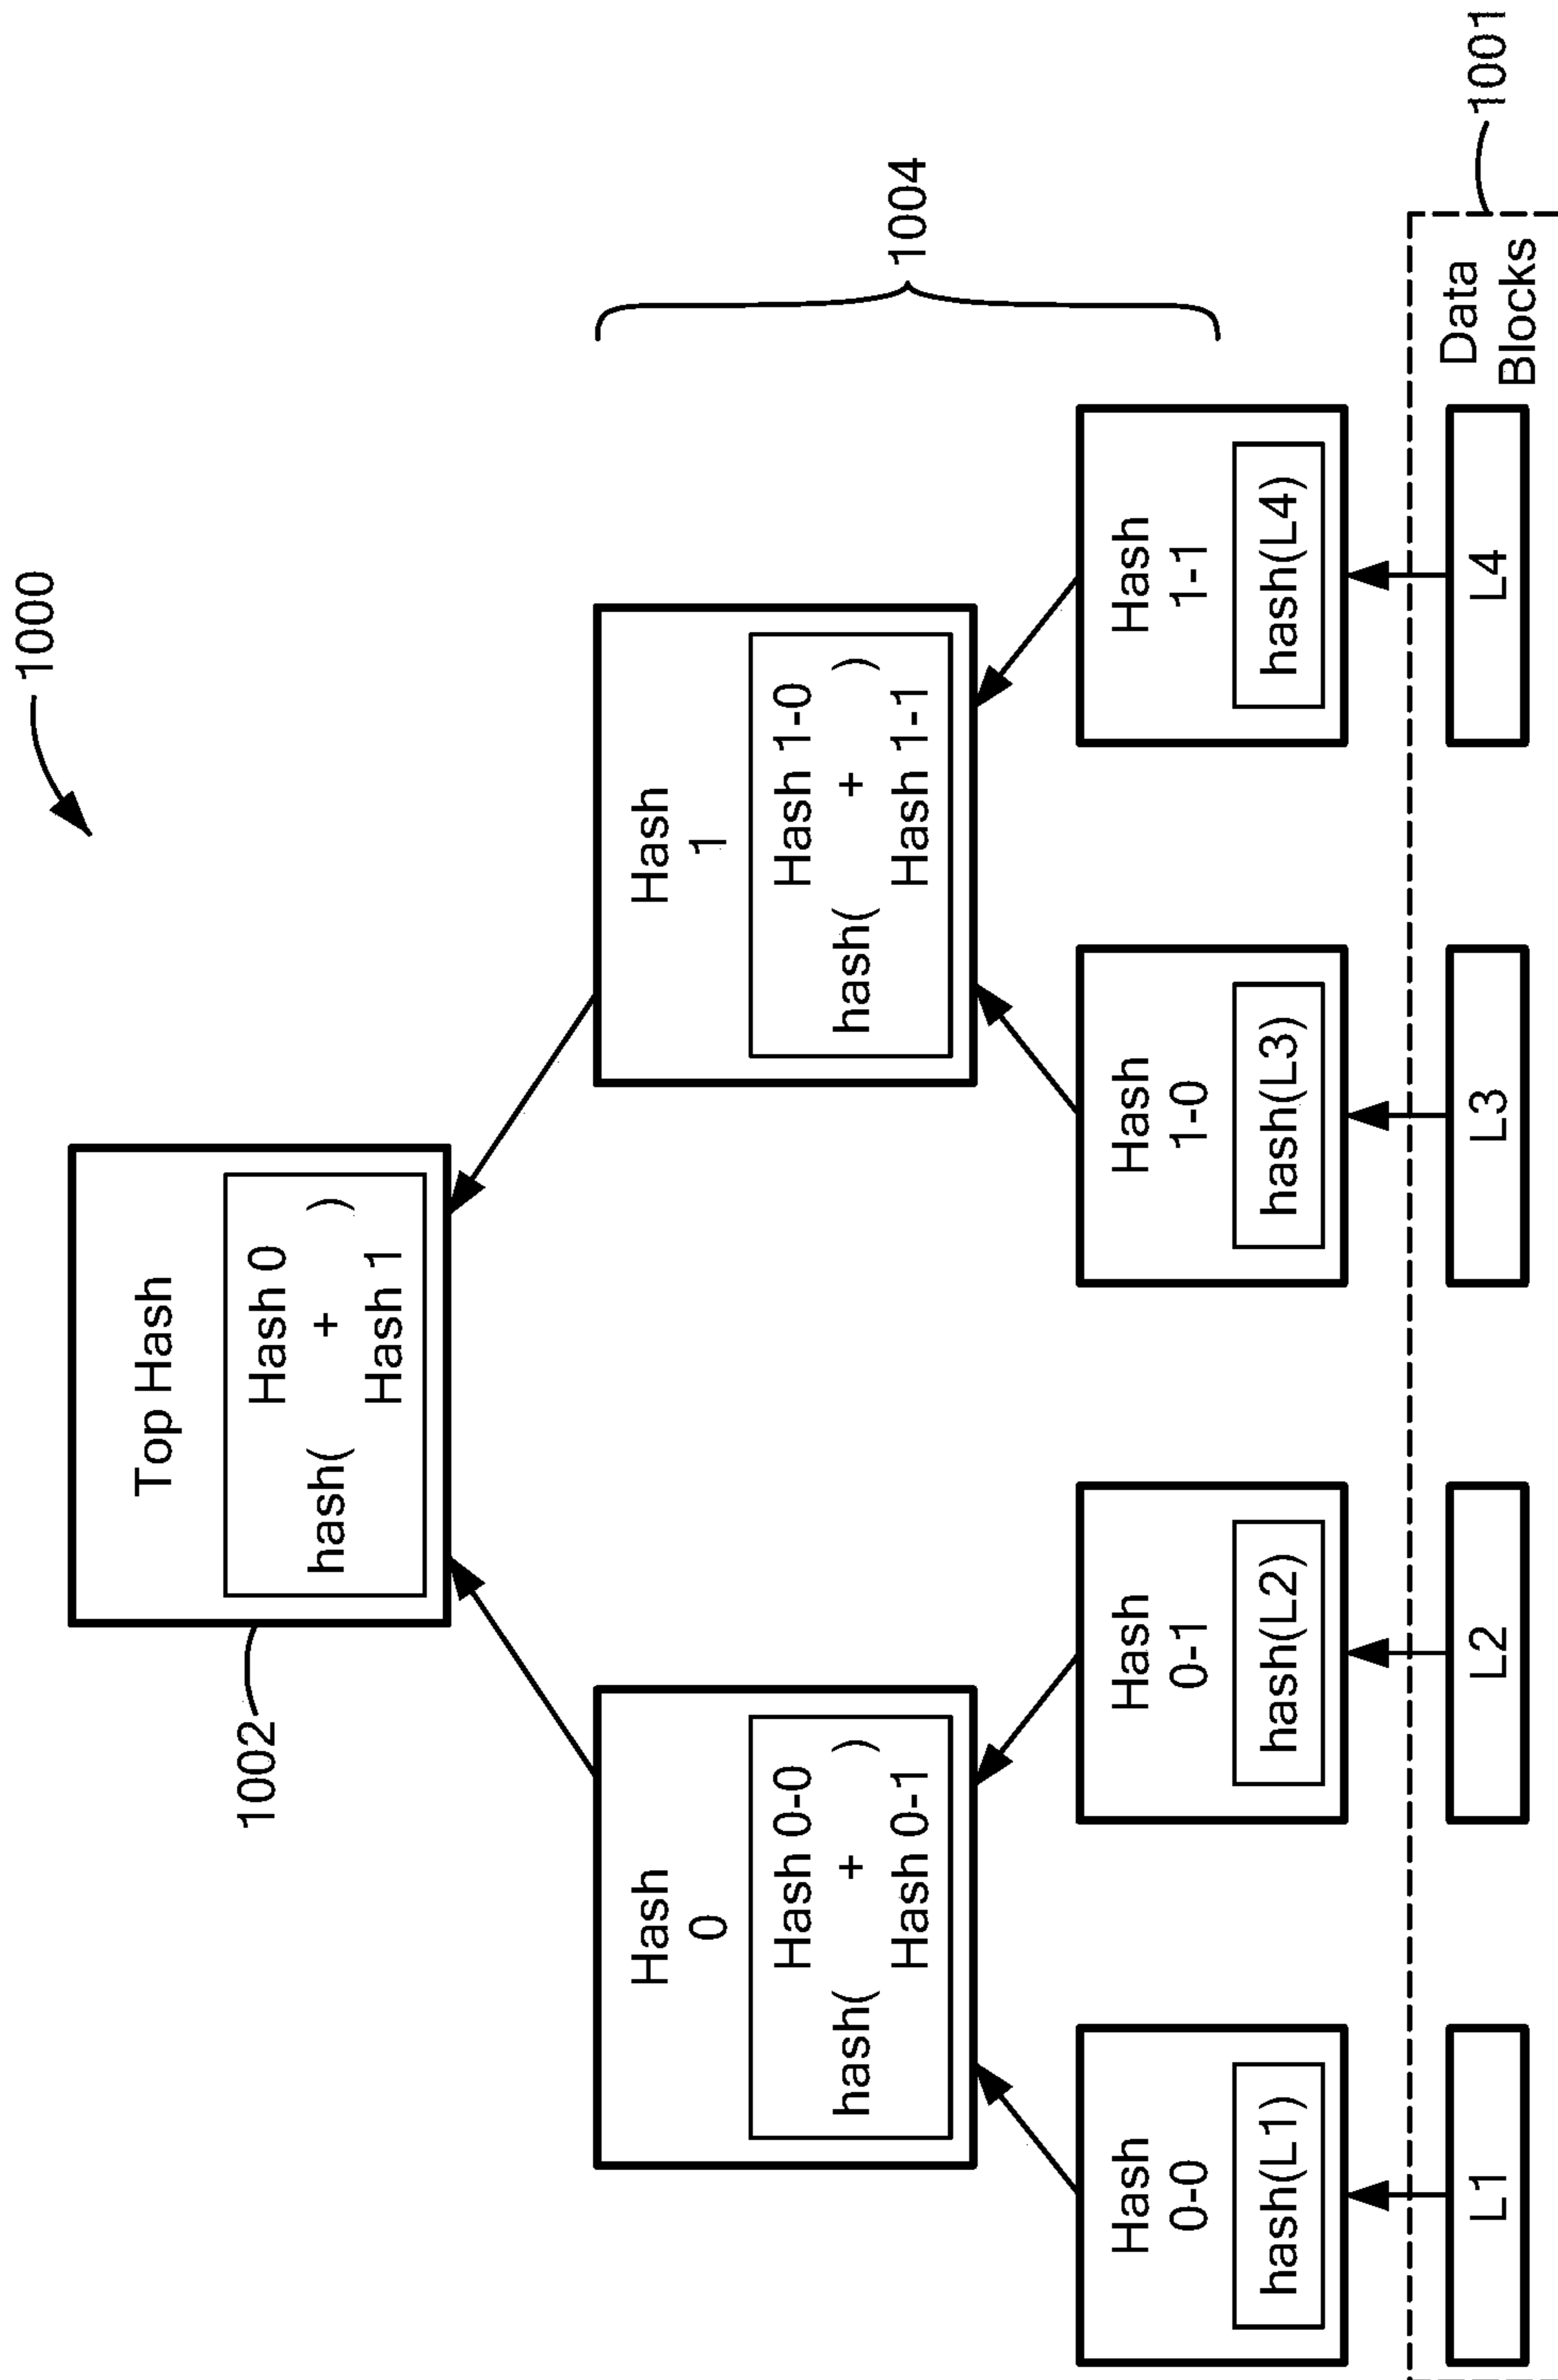 1000
Top Hash
Hash 0
hash( + )
Hash 1
1002
Hash
0
Hash 0-0
hash( + )
Hash 0-1
Hash
1
Hash 1-0
hash( + )
Hash 1-1
1004
Hash
0-0
hash(L1)
Hash
0-1
hash(L2)
Hash
1-0
hash(L3)
Hash
1-1
hash(L4)
L1
L2
L3
L4
Data
Blocks
1001